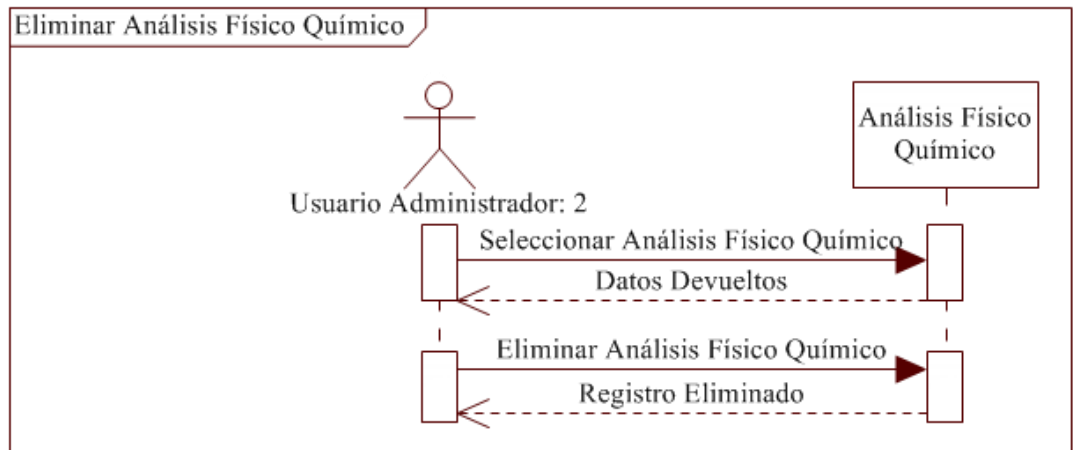 Eliminar Análisis Físico Químico
Análisis Físico
Químico
Usuario Administrador: 2
Seleccionar Análisis Físico Químico
Datos Devueltos
Eliminar Análisis Físico Químico
Registro Eliminado